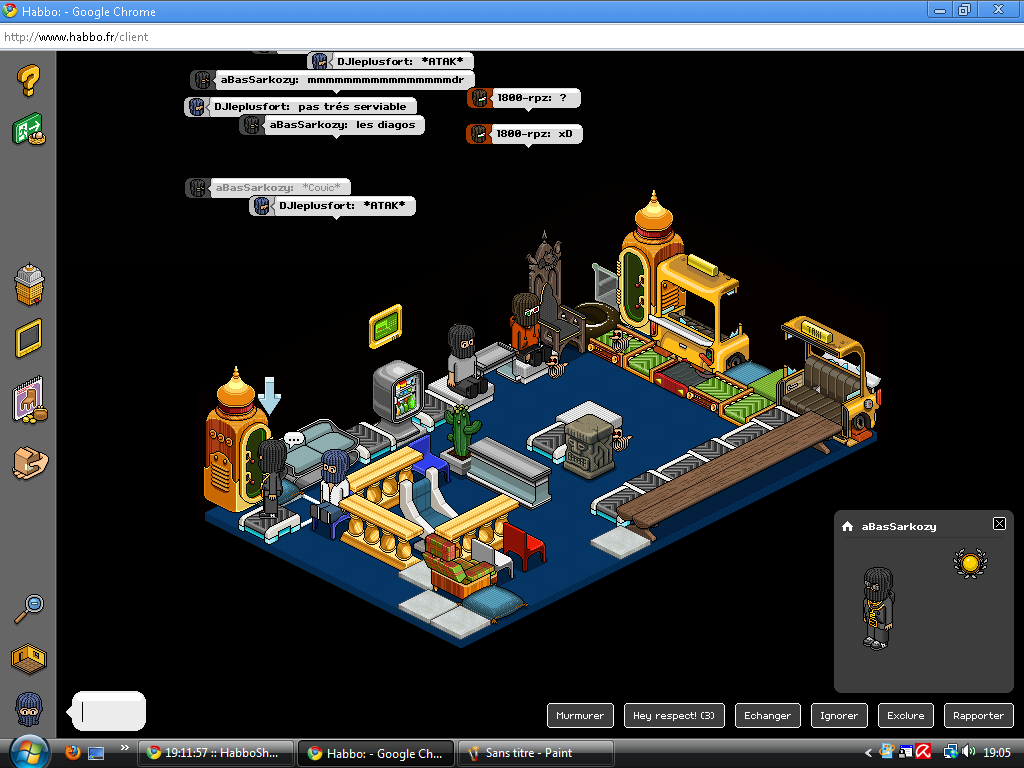 Habbo: - Google Chrome
http://www.habbo.fr/client
DJleplusfort: *ATAK*
aBasSarkozy: mmmmmmmmmmmmmmmmdr
1800-rpz: ?
DJleplusfort: pas trés serviable
aBasSarkozy: les diagos
1800-rpz: xD
aBasSarkozy: *Couic*
DJleplusfort: *ATAK*
TAXI
aBasSarkozy
Murmurer
Hey respect! (3)
Echanger
Ignorer
Exclure
Rapporter
19:11:57 :: HabboSh...
Habbo: - Google Ch...
Sans titre - Paint
19:05